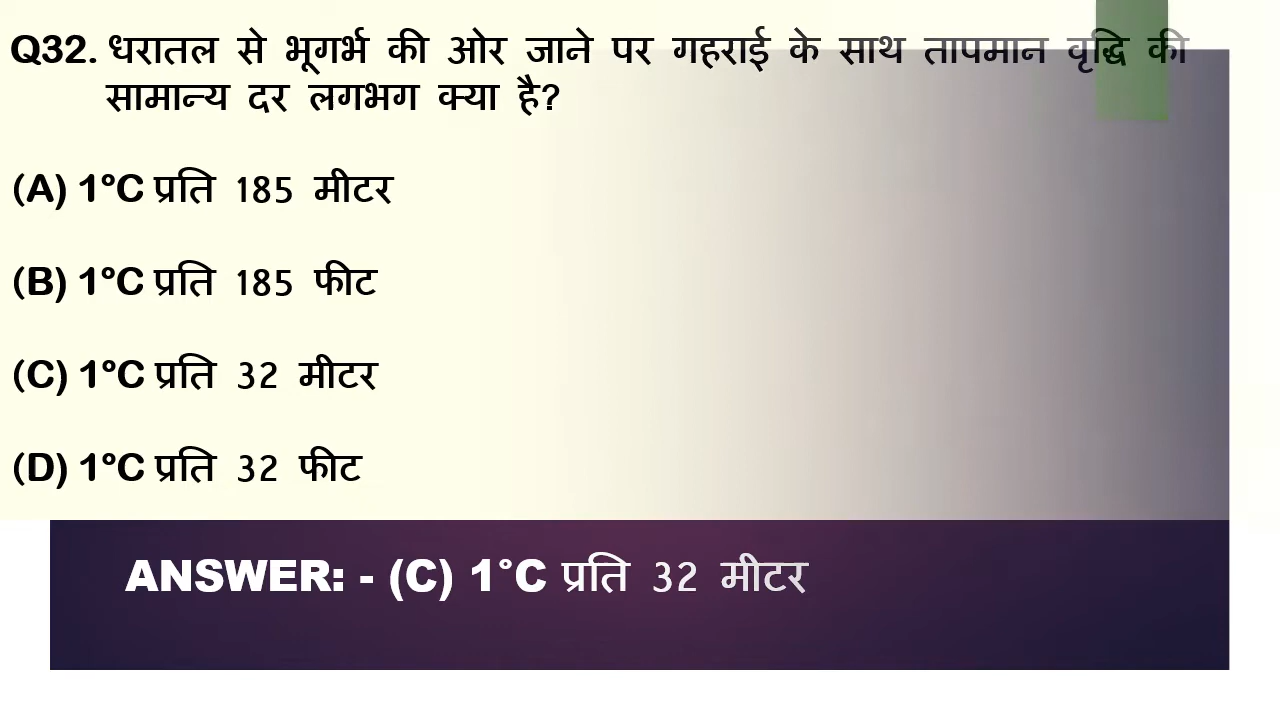 Q32. धरातल से भूगर्भ की ओर जाने पर गहराई के साथ तापमान वृद्धि की
सामान्य दर लगभग क्या है?
(A) 1°C प्रति 185 मीटर
(B) 1°C प्रति 185 फीट
(C) 1°C प्रति 32 मीटर
(D) 1°C प्रति 32 फीट
ANSWER: - (C) 1°C प्रति 32 मीटर